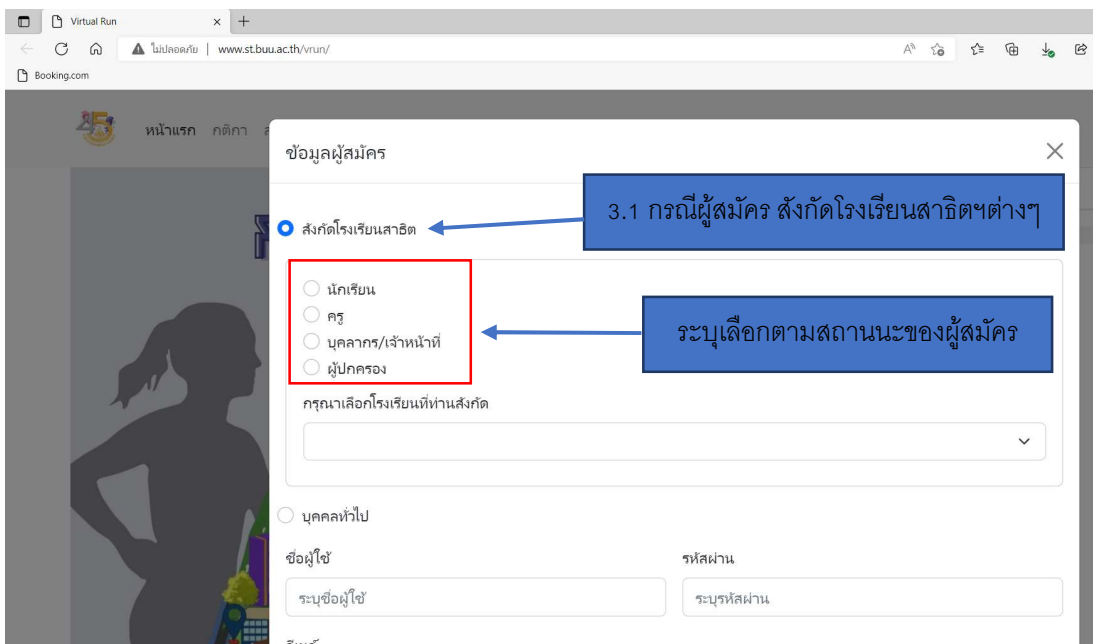 Virtual Run
ไม่ปลอดภัย | www.st.buu.ac.th/vrun/
Booking.com
หน้าแรก กติกา
ข้อมูลผู้สมัคร
3.1 กรณีผู้สมัคร สังกัดโรงเรียนสาธิตฯต่างๆ
สังกัดโรงเรียนสาธิต
นักเรียน
ครู
บุคลากร/เจ้าหน้าที่
ผู้ปกครอง
ระบุเลือกตามสถานนะของผู้สมัคร
กรุณาเลือกโรงเรียนที่ท่านสังกัด
บุคคลทั่วไป
ชื่อผู้ใช้ รหัสผ่าน
ระบุชื่อผู้ใช้ ระบุรหัสผ่าน